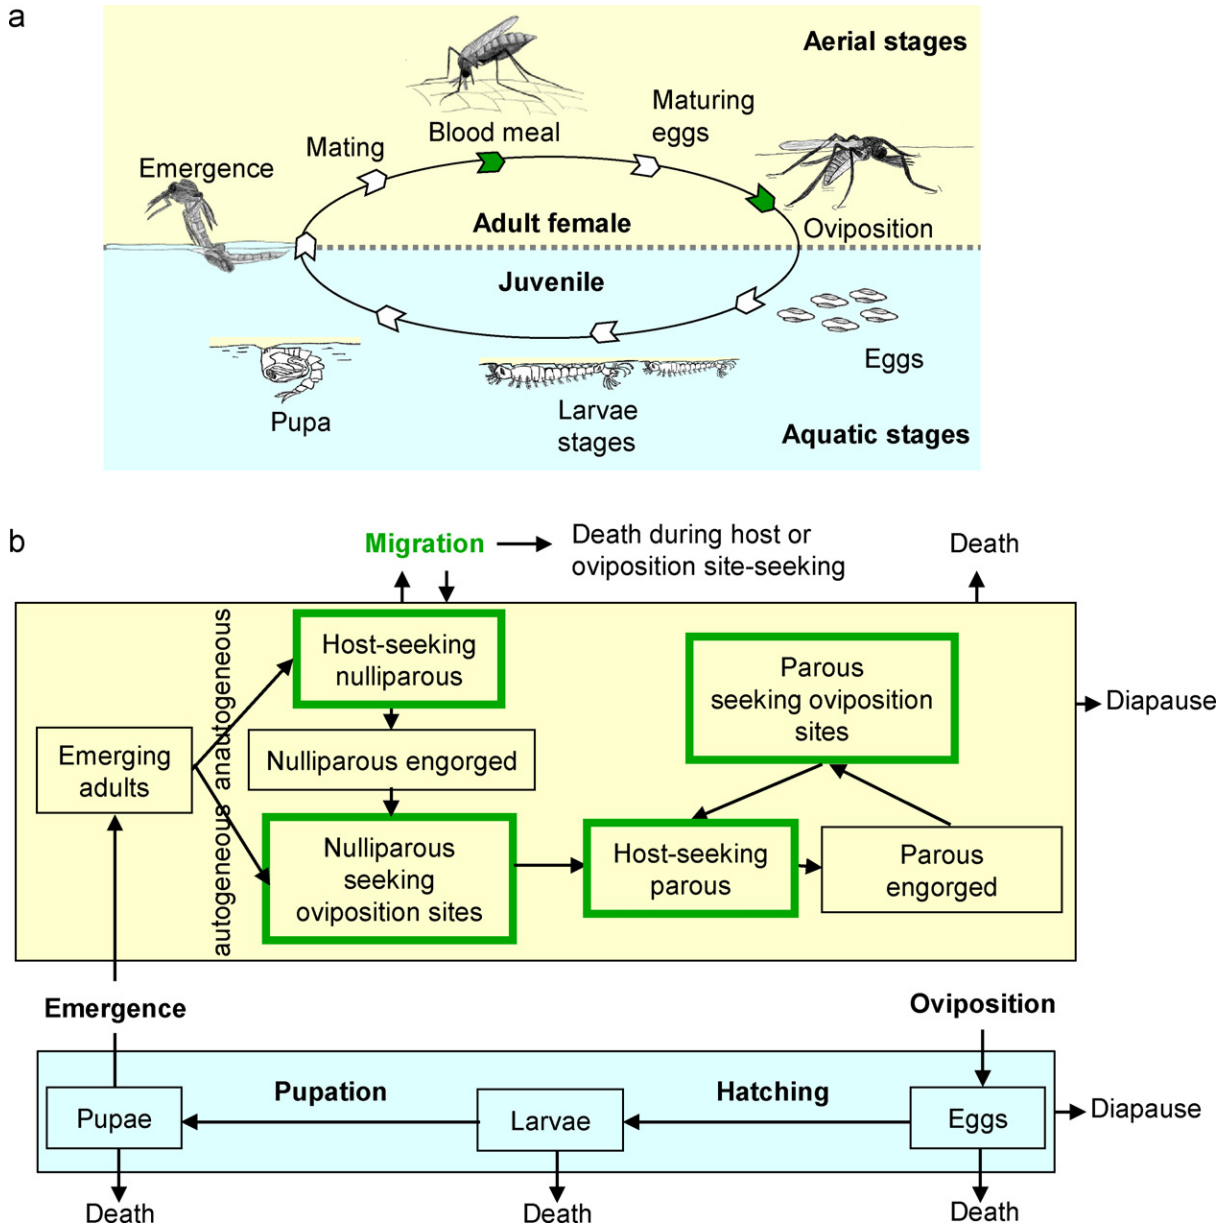 a
Aerial stages
Maturing
eggs
Blood meal
Mating
Emergence
Adult female
Oviposition
Juvenile
Eggs
Pupa
Larvae
stages
Aquatic stages
b
Migration
Death during host or
oviposition site-seeking
Death
autogeneous anautogeneous
Host-seeking
nulliparous
Parous
seeking oviposition
sites
Diapause
Emerging
adults
Nulliparous engorged
Nulliparous
seeking
oviposition sites
Host-seeking
parous
Parous
engorged
Emergence
Oviposition
Pupation
Hatching
Pupae
Larvae
Eggs
Diapause
Death
Death
Death